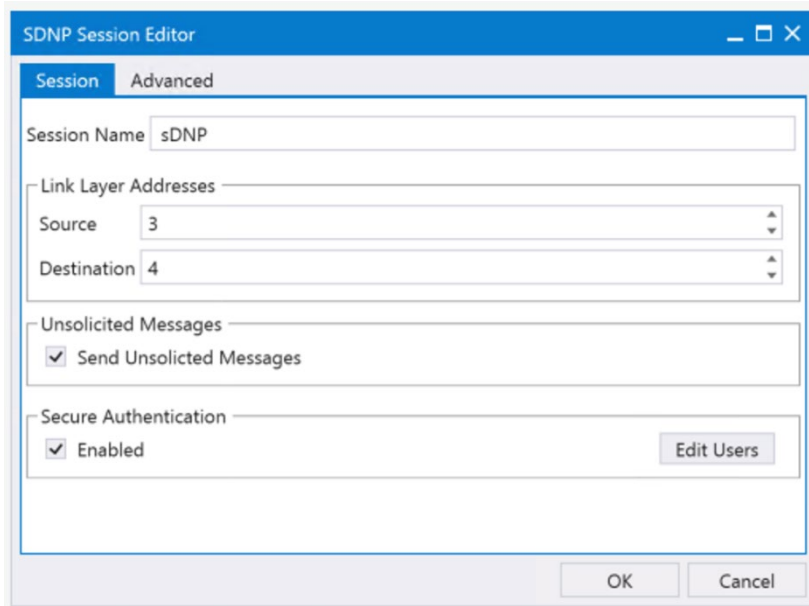 SDNP Session Editor
Session Advanced
Session Name sDNP
Link Layer Addresses
Source 3
Destination 4
Unsolicited Messages
Send Unsolicted Messages
Secure Authentication
Enabled Edit Users
OK Cancel